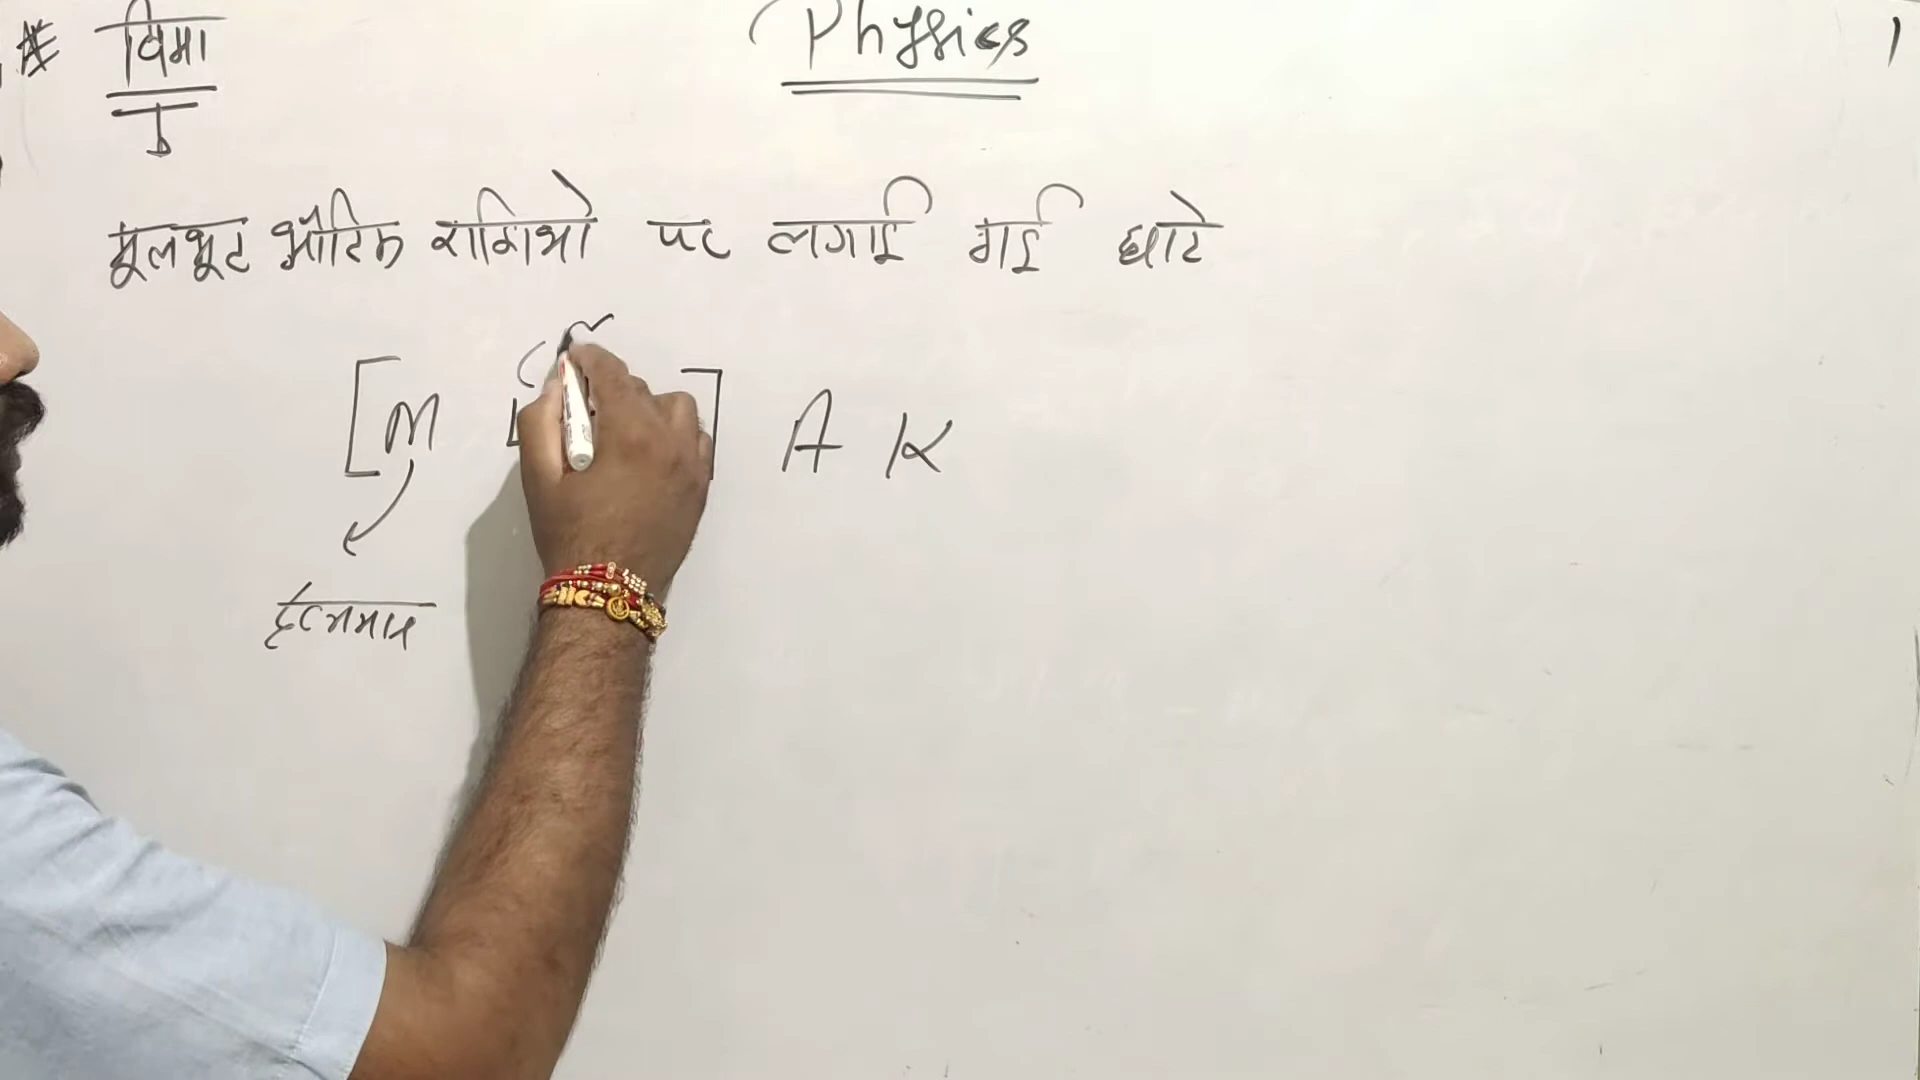 # विमा Physics
मूलभूट भौटिक राशिओ पर लगाई गई घाटे
[M L ] A K
द्रव्यमान